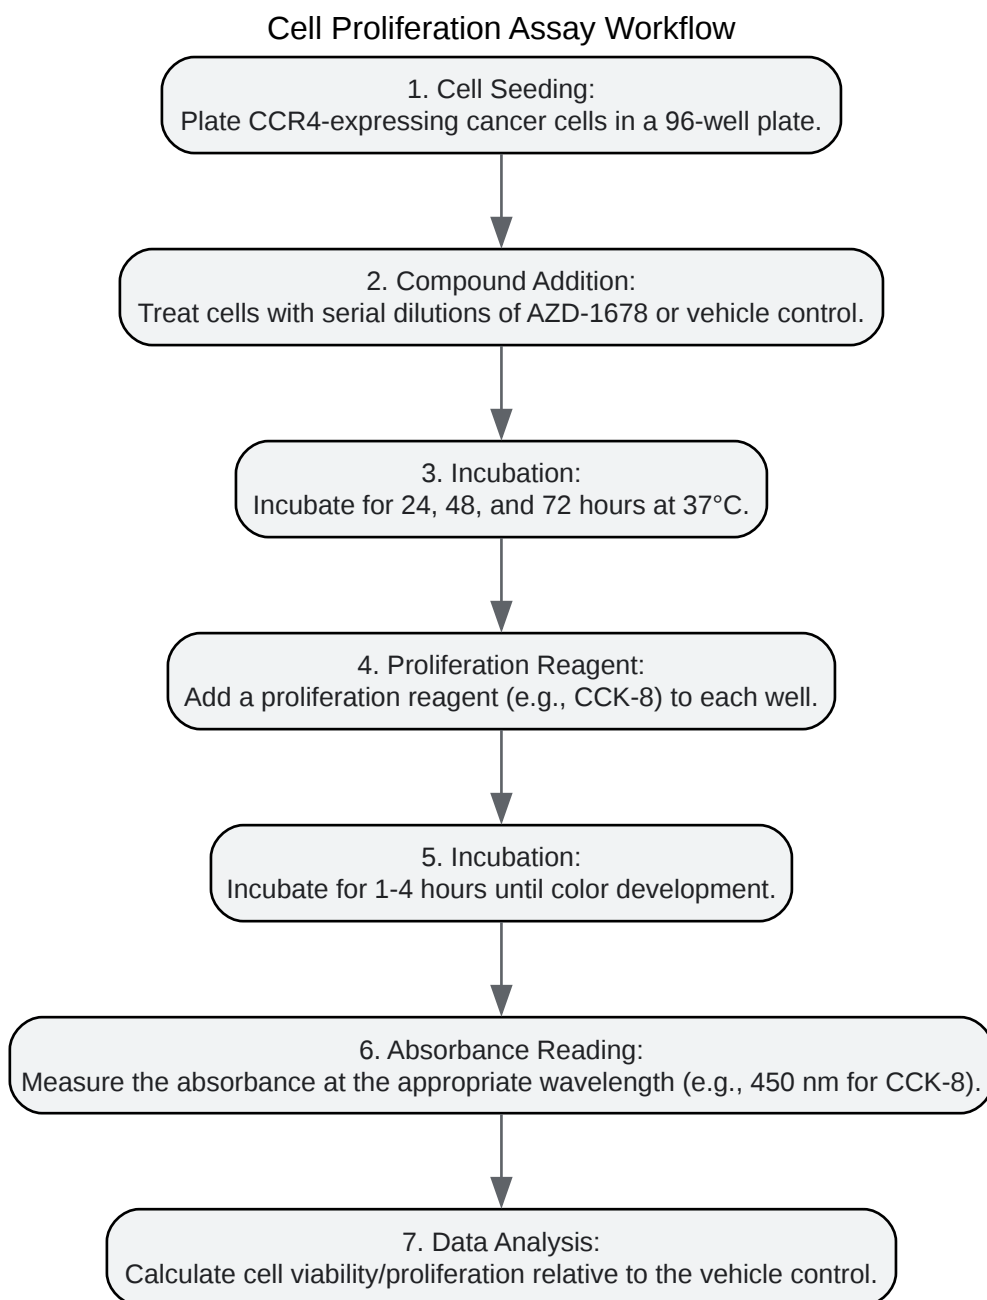 Cell Proliferation Assay Workflow
1. Cell Seeding:
Plate CCR4-expressing cancer cells in a 96-well plate.
2. Compound Addition:
Treat cells with serial dilutions of AZD-1678 or vehicle control.
3. Incubation:
Incubate for 24, 48, and 72 hours at 37°C.
4. Proliferation Reagent:
Add a proliferation reagent (e.g., CCK-8) to each well.
5. Incubation:
Incubate for 1-4 hours until color development.
6. Absorbance Reading:
Measure the absorbance at the appropriate wavelength (e.g., 450 nm for CCK-8).
7. Data Analysis:
Calculate cell viability/proliferation relative to the vehicle control.